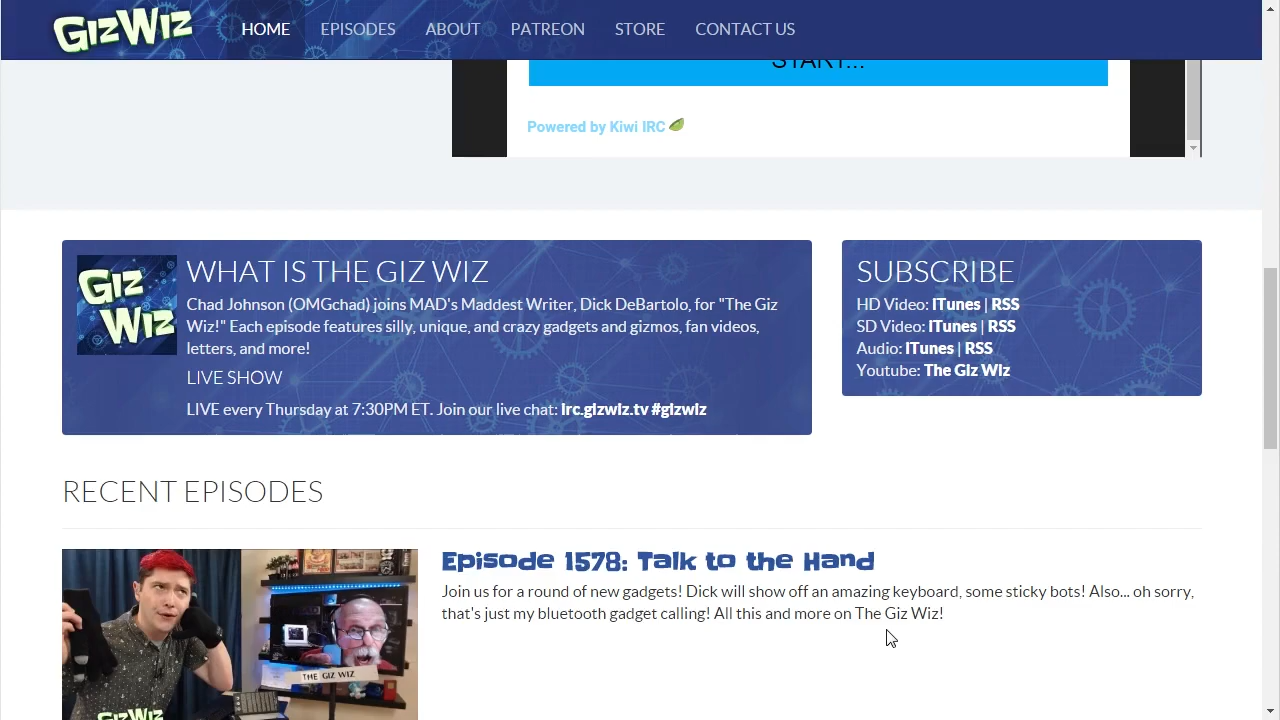 GIZWIZ HOME EPISODES ABOUT PATREON STORE CONTACT US
START...
Powered by Kiwi IRC
GIZ WIZ
WHAT IS THE GIZ WIZ
Chad Johnson (OMGchad) joins MAD's Maddest Writer, Dick DeBartolo, for "The Giz
Wiz!" Each episode features silly, unique, and crazy gadgets and gizmos, fan videos,
letters, and more!
LIVE SHOW
LIVE every Thursday at 7:30PM ET. Join our live chat: irc.gizwiz.tv #gizwiz
SUBSCRIBE
HD Video: ITunes | RSS
SD Video: ITunes | RSS
Audio: ITunes | RSS
Youtube: The Giz Wiz
RECENT EPISODES
THE GIZ WIZ
GIZWIZ
Episode 1578: Talk to the Hand
Join us for a round of new gadgets! Dick will show off an amazing keyboard, some sticky bots! Also... oh sorry,
that's just my bluetooth gadget calling! All this and more on The Giz Wiz!